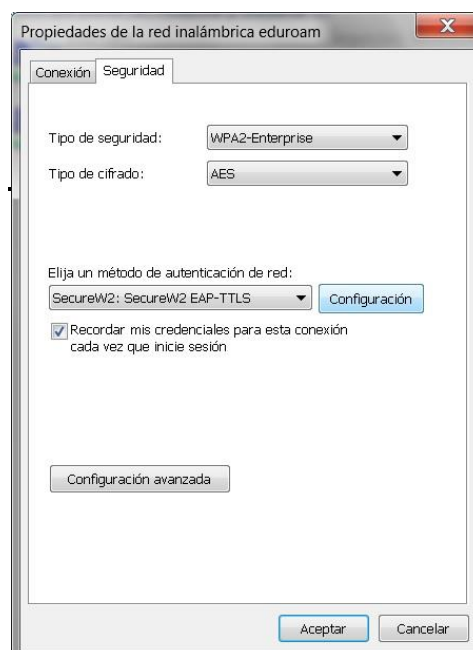 Propiedades de la red inalámbrica eduroam
Conexión Seguridad
Tipo de seguridad: WPA2-Enterprise
Tipo de cifrado: AES
Elija un método de autenticación de red:
SecureW2: SecureW2 EAP-TTLS Configuración
Recordar mis credenciales para esta conexión
cada vez que inicie sesión
Configuración avanzada
Aceptar Cancelar